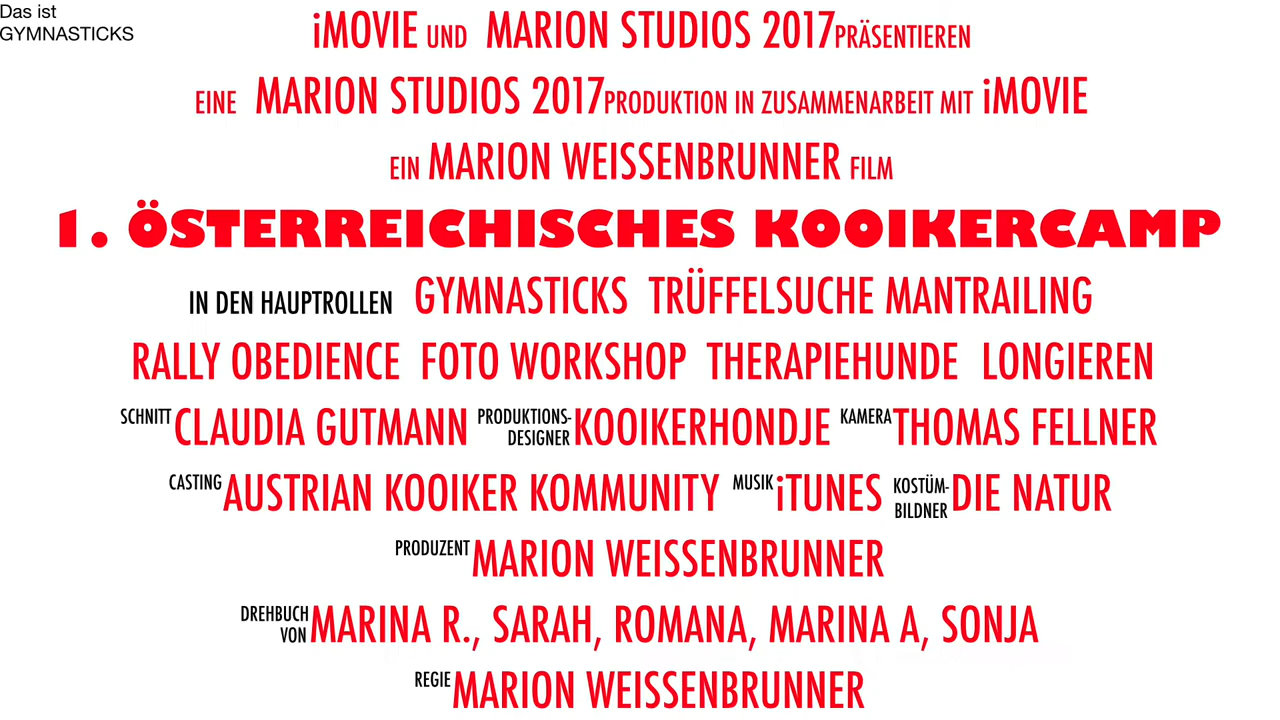 Das ist
GYMNASTICKS
iMOVIE UND MARION STUDIOS 2017PRÄSENTIEREN
EINE MARION STUDIOS 2017PRODUKTION IN ZUSAMMENARBEIT MIT iMOVIE
EIN MARION WEISSENBRUNNER FILM
1. ÖSTERREICHISCHES KOOIKERCAMP
IN DEN HAUPTROLLEN GYMNASTICKS TRÜFFELSUCHE MANTRAILING
RALLY OBEDIENCE FOTO WORKSHOP THERAPIEHUNDE LONGIEREN
SCHNITT CLAUDIA GUTMANN PRODUKTIONS-DESIGNER KOOIKERHONDJE KAMERA THOMAS FELLNER
CASTING AUSTRIAN KOOIKER KOMMUNITY MUSIK iTUNES KOSTÜM-BILDNER DIE NATUR
PRODUZENT MARION WEISSENBRUNNER
DREHBUCH VON MARINA R., SARAH, ROMANA, MARINA A, SONJA
REGIE MARION WEISSENBRUNNER